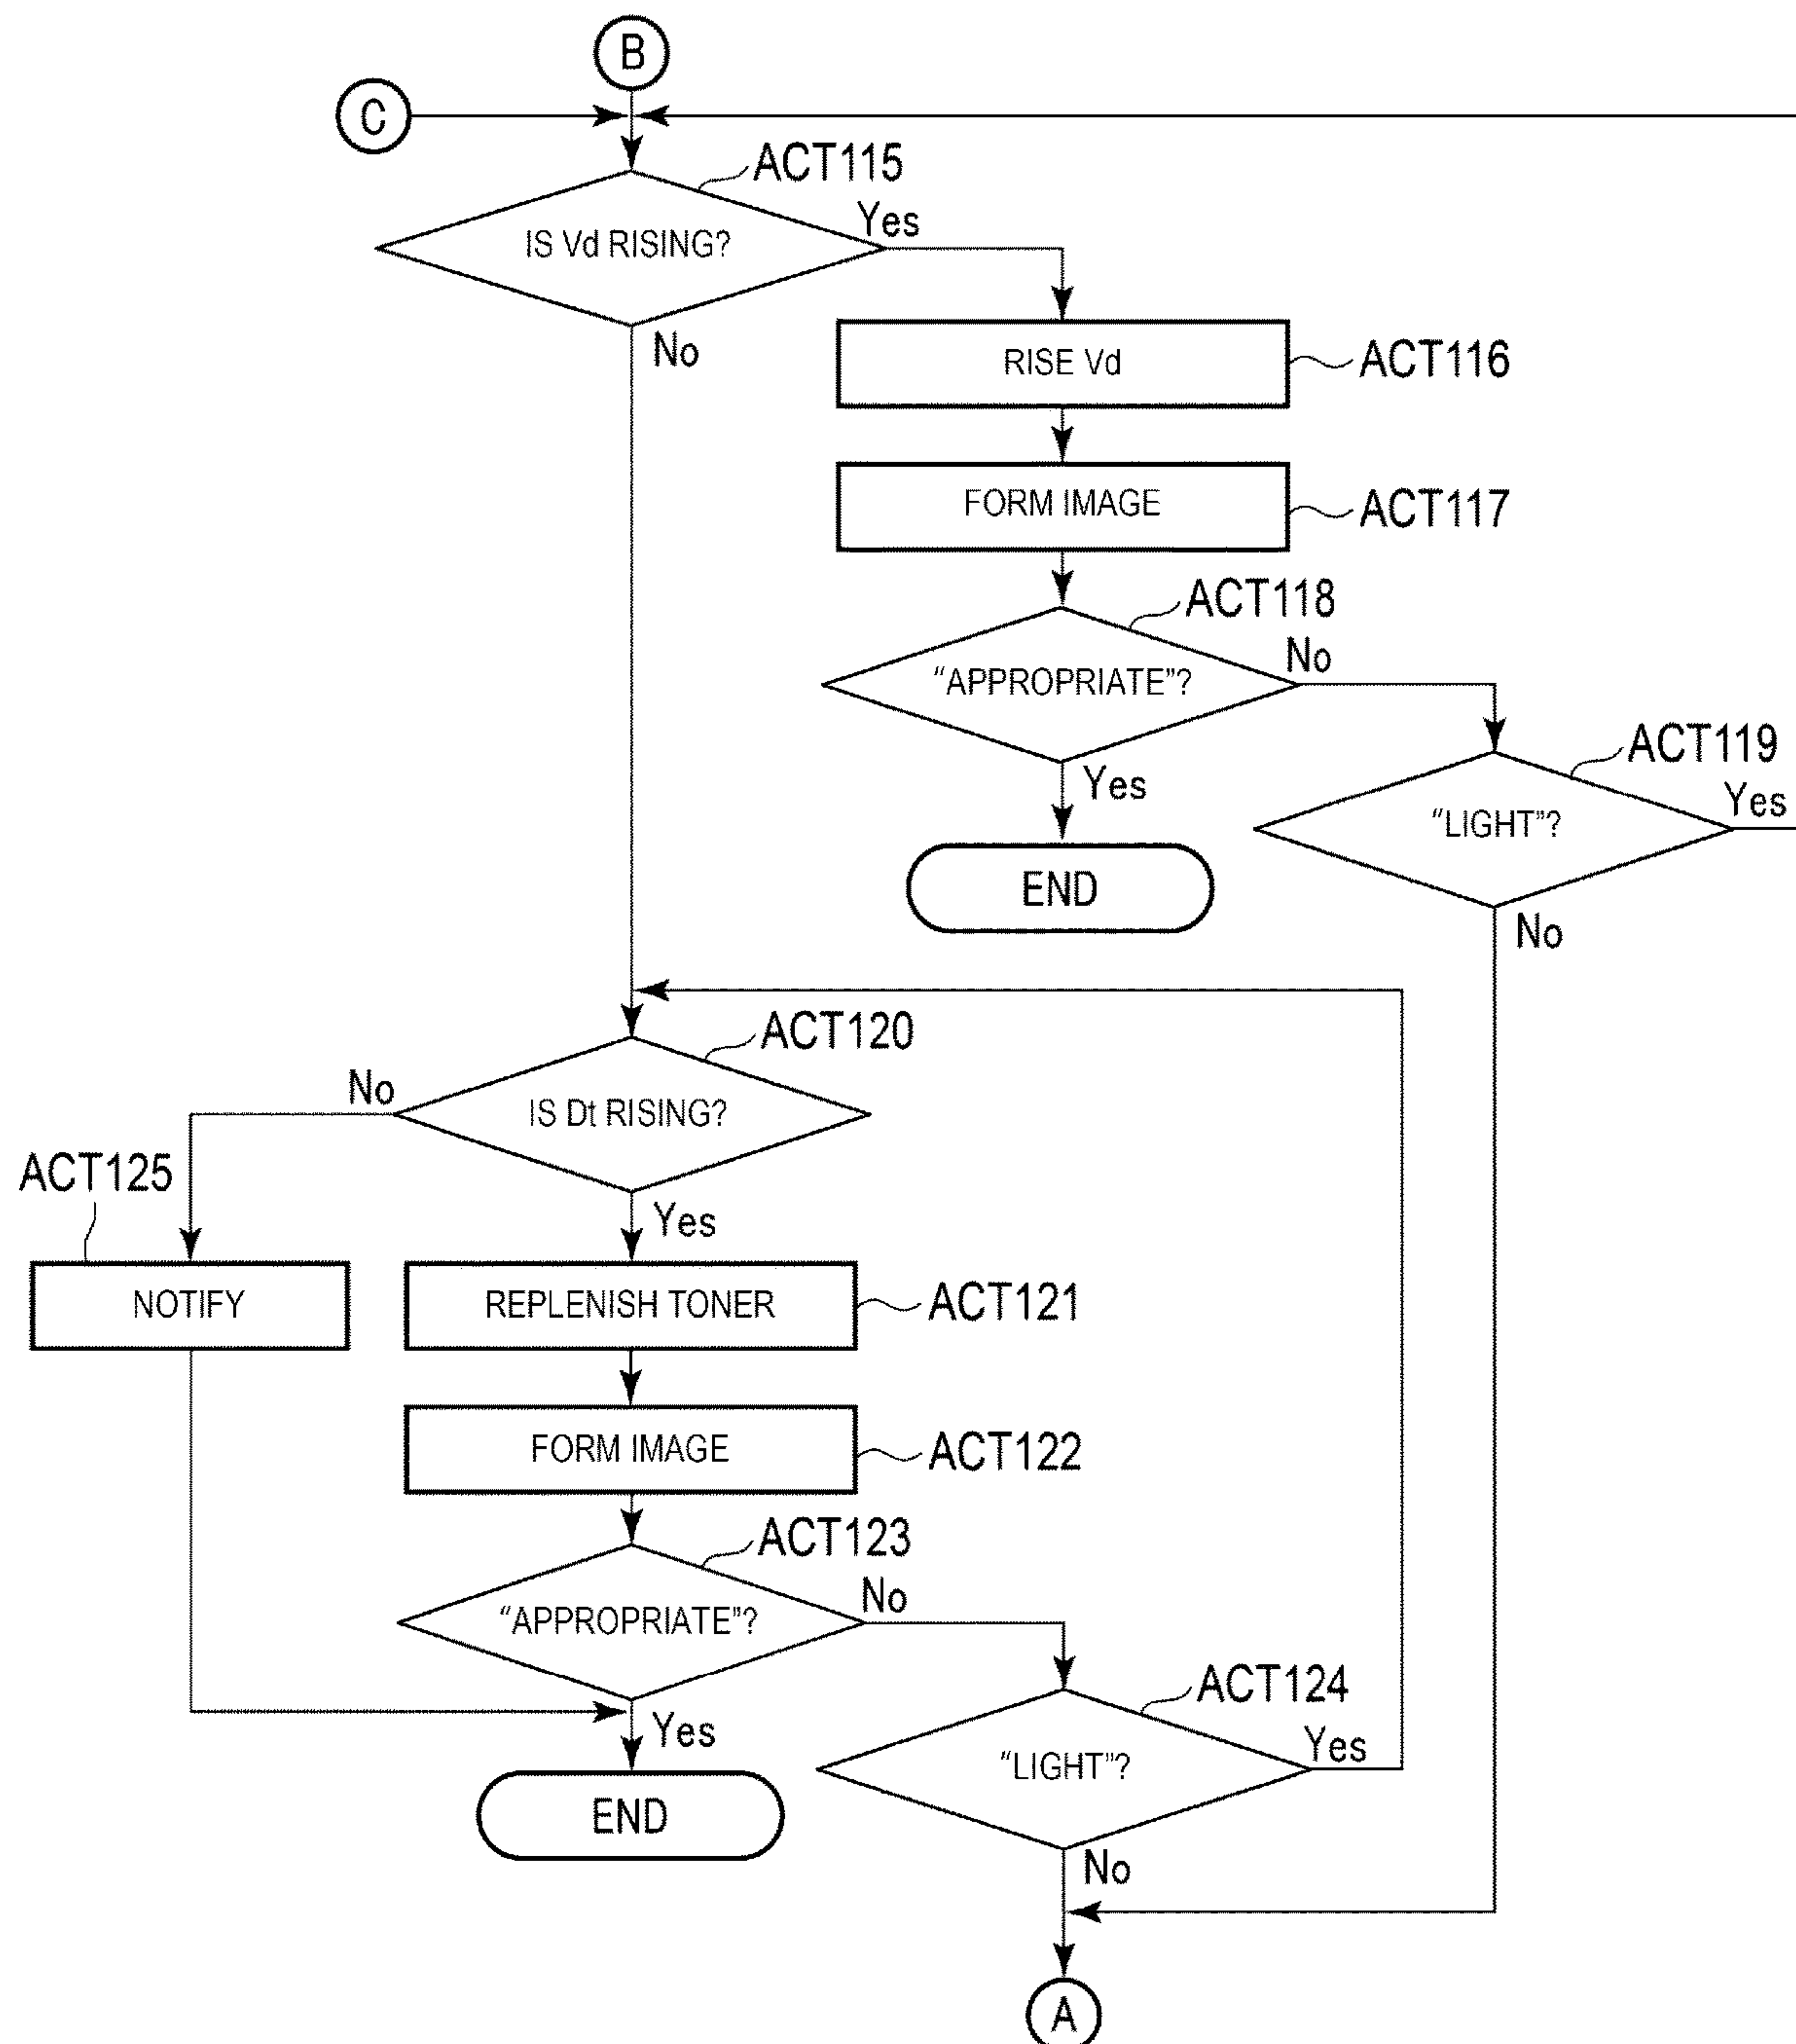 B
C
ACT115
IS Vd RISING?
Yes
No
RISE Vd
ACT116
FORM IMAGE
ACT117
ACT118
"APPROPRIATE"?
No
Yes
ACT119
"LIGHT"?
Yes
END
No
ACT120
No
IS Dt RISING?
ACT125
Yes
NOTIFY
REPLENISH TONER
ACT121
FORM IMAGE
ACT122
ACT123
"APPROPRIATE"?
No
ACT124
Yes
"LIGHT"?
Yes
END
No
A